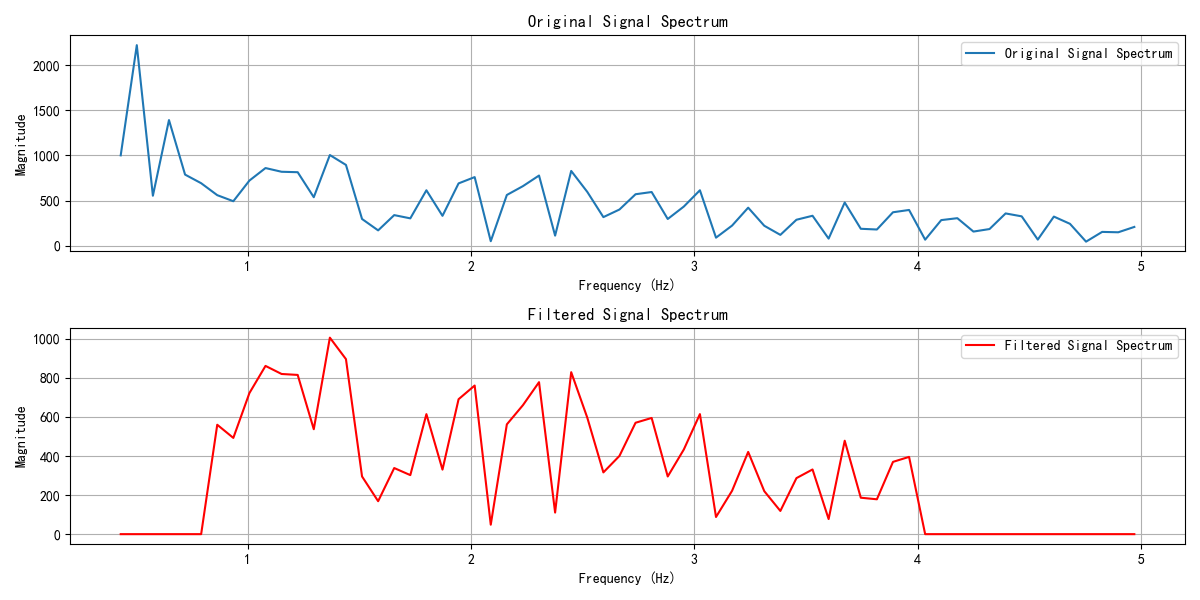 Original Signal Spectrum
Original Signal Spectrum
Magnitude
2000
1500
1000
500
0
1 2 3 4 5
Frequency (Hz)
Filtered Signal Spectrum
Filtered Signal Spectrum
Magnitude
1000
800
600
400
200
0
1 2 3 4 5
Frequency (Hz)